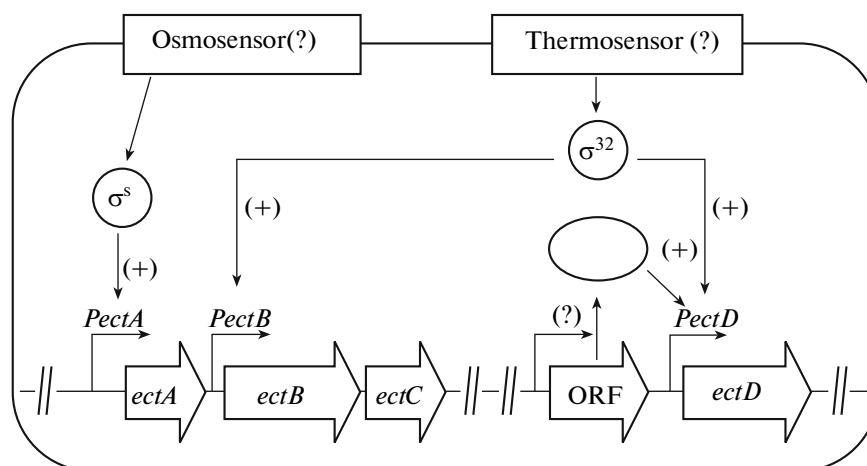 Osmosensor(?) Thermosensor (?)
σ³²
σˢ
(+) (+)
(+) (+)
PectA PectB (?) PectD
ectA ectB ectC ORF ectD